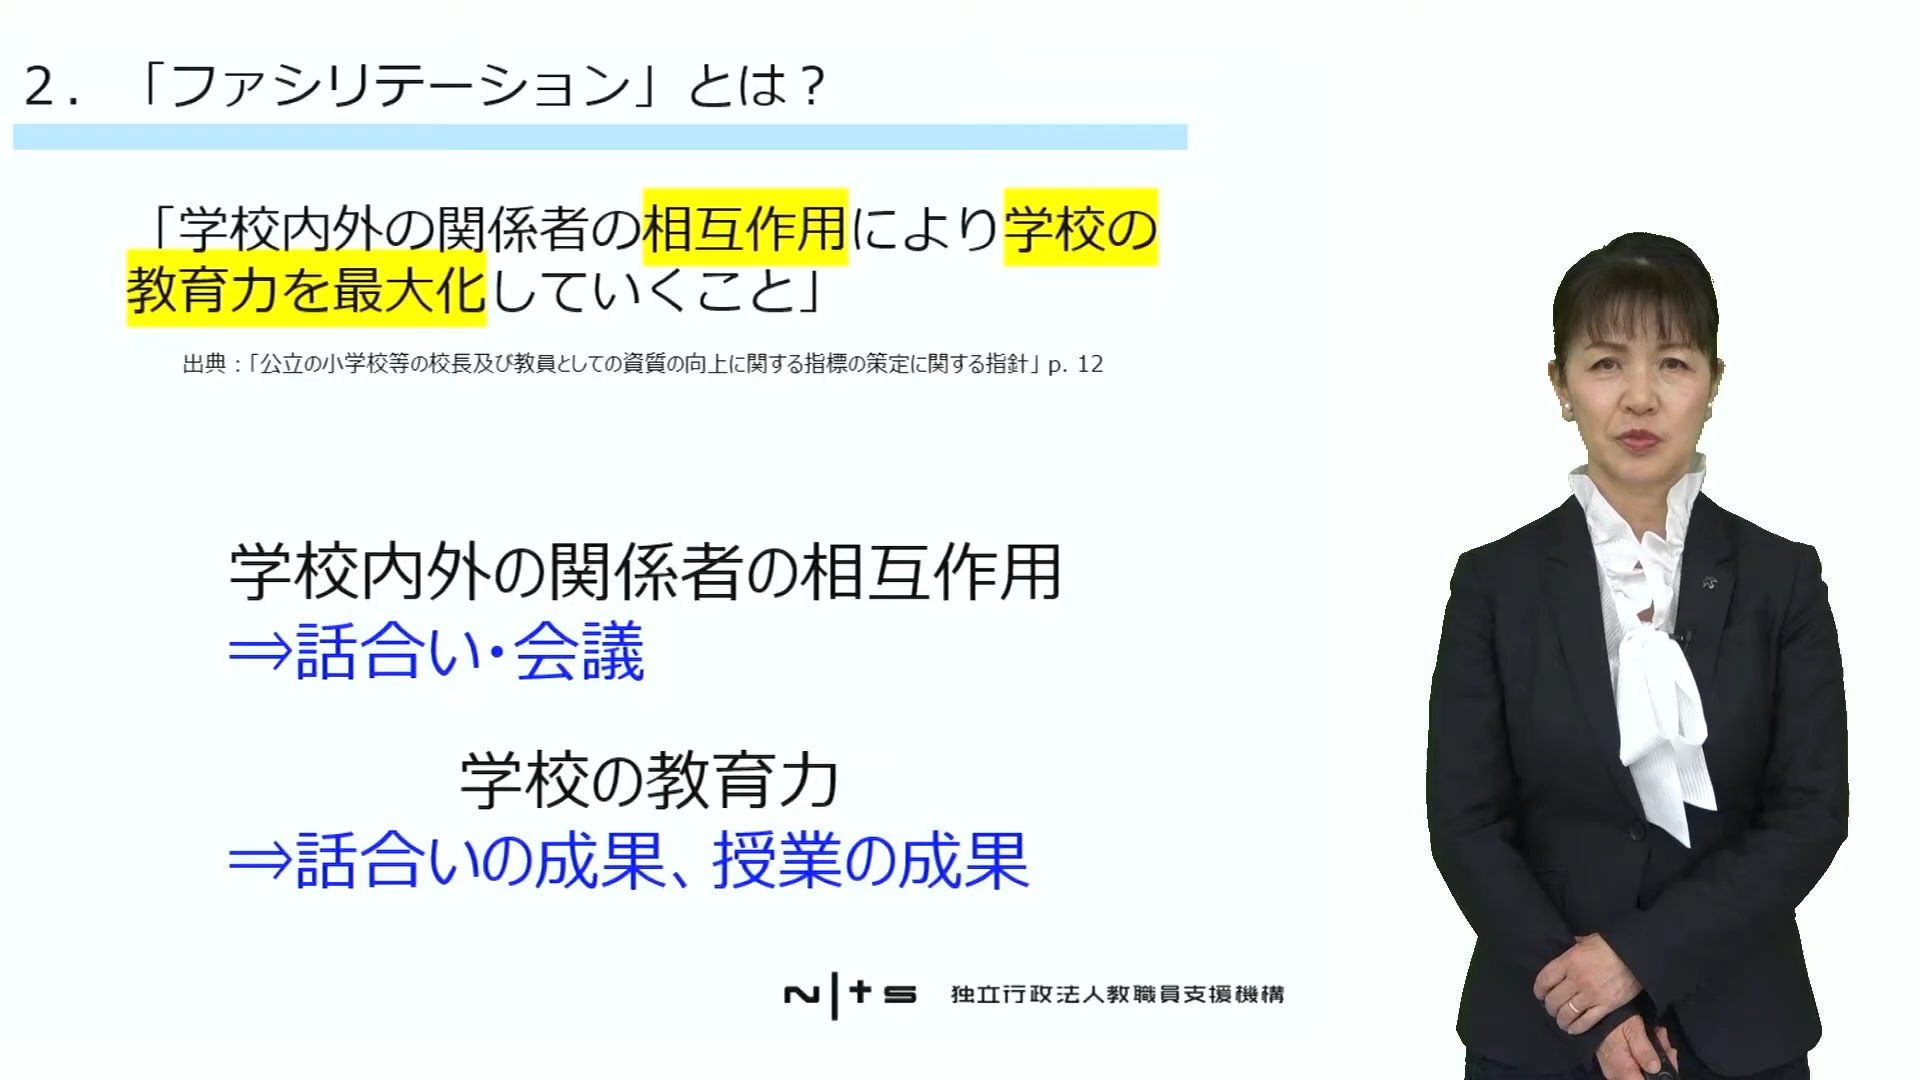 ２．「ファシリテーション」とは？
「学校内外の関係者の相互作用により学校の
教育力を最大化していくこと」
出典：「公立の小学校等の校長及び教員としての資質の向上に関する指標の策定に関する指針」p. 12
学校内外の関係者の相互作用
⇒話合い・会議
学校の教育力
⇒話合いの成果、授業の成果
N|ts 独立行政法人教職員支援機構